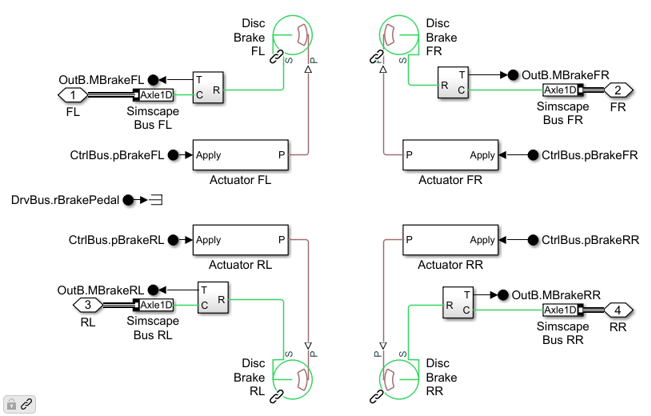 Disc
Brake
FL
S
P
Disc
Brake
FR
P
S
OutB.MBrakeFL
T
C
R
1
FL
Axle1D
Simscape
Bus FL
R
T
C
OutB.MBrakeFR
Axle1D
Simscape
Bus FR
2
FR
CtrlBus.pBrakeFL
Apply
P
Actuator FL
P
Apply
Actuator FR
CtrlBus.pBrakeFR
DrvBus.rBrakePedal
CtrlBus.pBrakeRL
Apply
P
Actuator RL
P
Apply
Actuator RR
CtrlBus.pBrakeRR
OutB.MBrakeRL
T
C
R
3
RL
Axle1D
Simscape
Bus RL
R
T
C
OutB.MBrakeRR
Axle1D
Simscape
Bus RR
4
RR
S
P
Disc
Brake
RL
P
S
Disc
Brake
RR